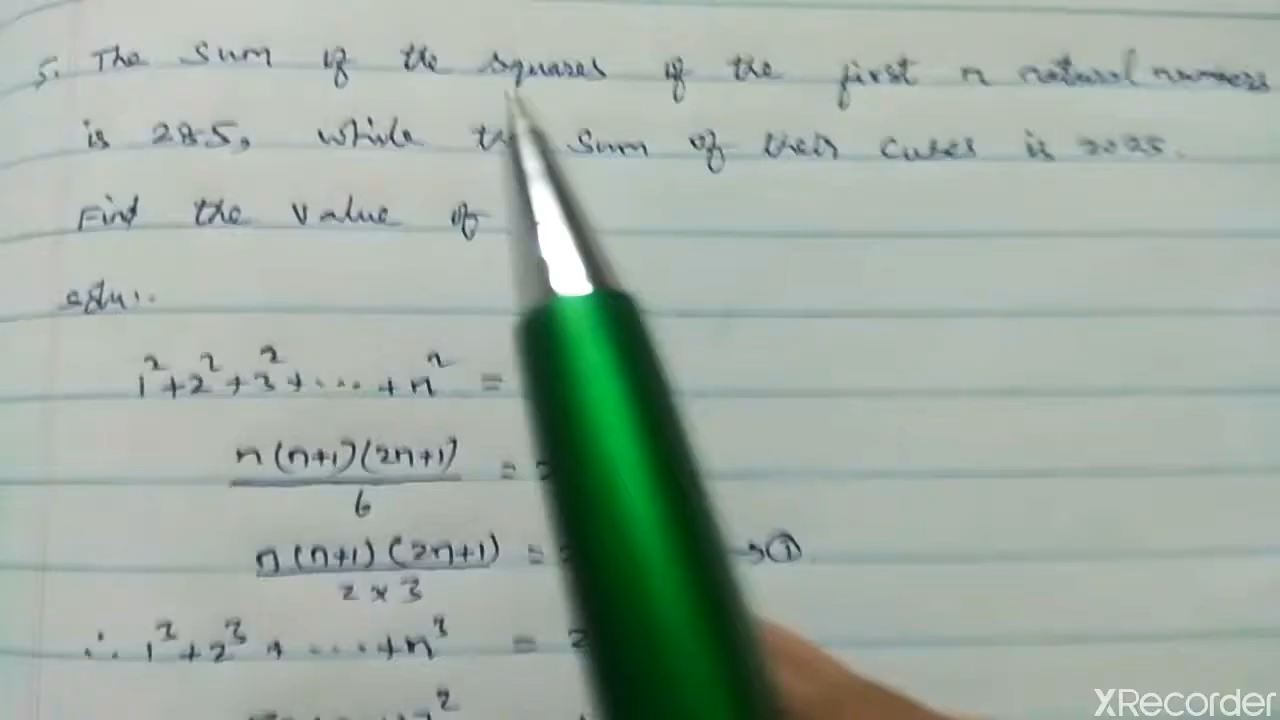 5. The sum of the squares of the first n natural numbers
is 285, while the sum of their cubes is 2025.
Find the value of
soln:.
1² + 2² + 3² + .... + n² =
n(n+1)(2n+1) / 6 =
n(n+1)(2n+1) / 2 × 3 = → ①
∴ 1³ + 2³ + .... + n³ = 2
XRecorder